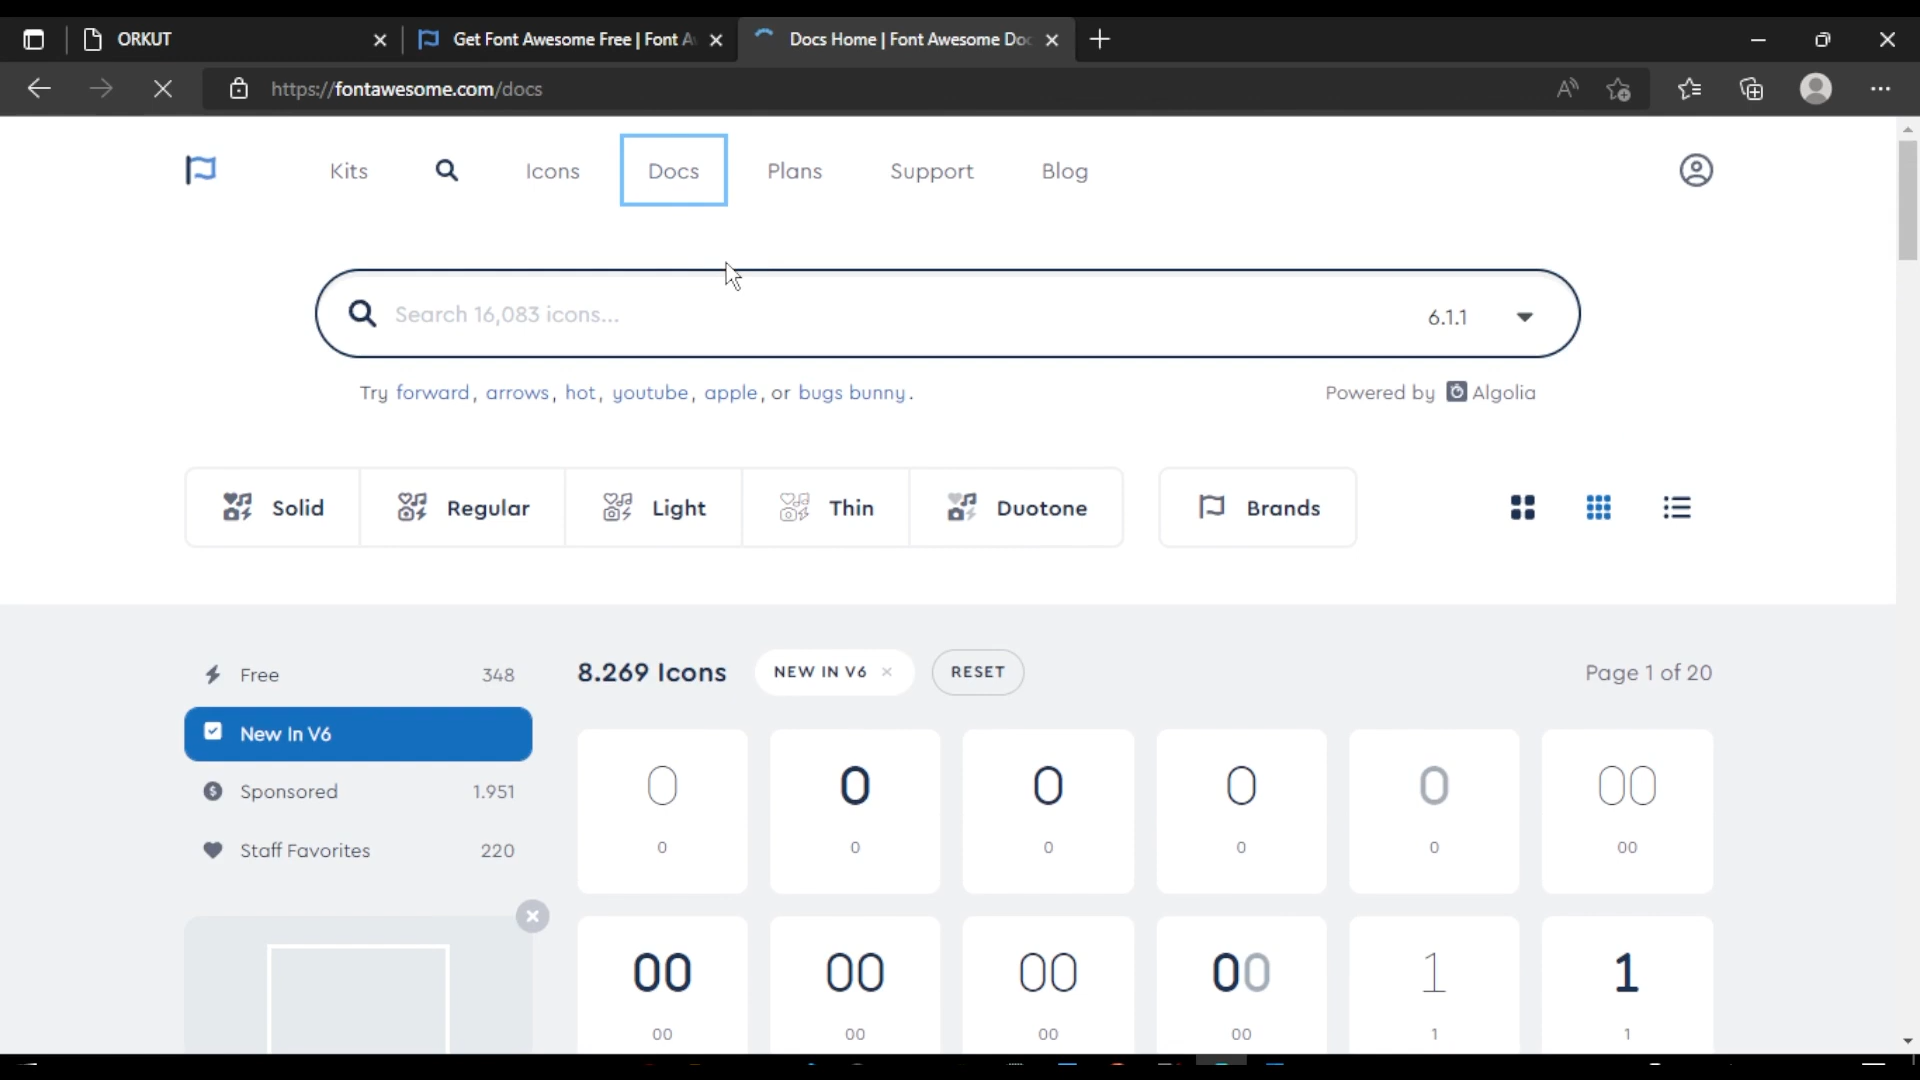 ORKUT
Get Font Awesome Free | Font A
Docs Home | Font Awesome Doc
https://fontawesome.com/docs
Kits
Icons
Docs
Plans
Support
Blog
Search 16,083 icons...
6.1.1
Try forward, arrows, hot, youtube, apple, or bugs bunny.
Powered by Algolia
Solid
Regular
Light
Thin
Duotone
Brands
Free 348
New In V6
Sponsored 1.951
Staff Favorites 220
8.269 Icons
NEW IN V6
RESET
Page 1 of 20
0 0 0 0 0 00
0 0 0 0 0 00
00 00 00 00 1 1
00 00 00 00 1 1